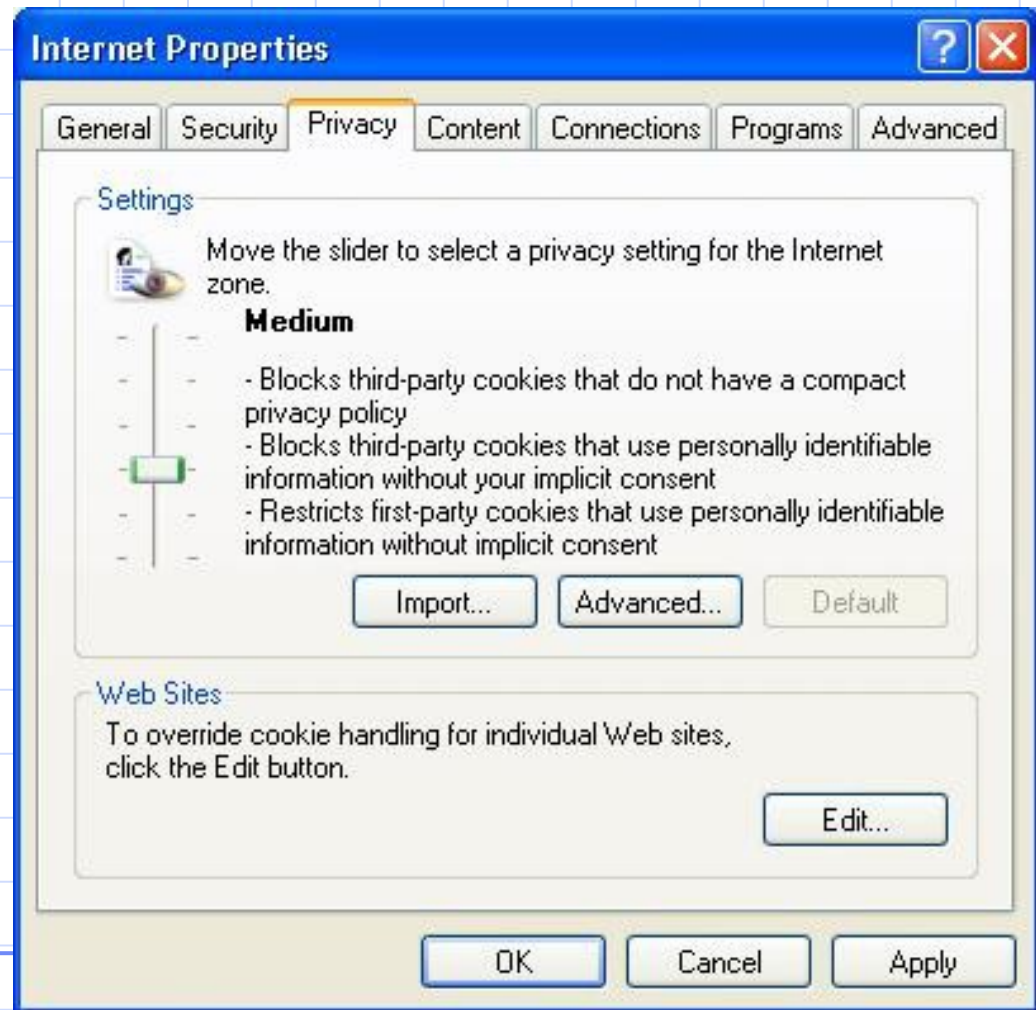 Internet Properties
General Security Privacy Content Connections Programs Advanced
Settings
Move the slider to select a privacy setting for the Internet
zone.
Medium
- Blocks third-party cookies that do not have a compact
privacy policy
- Blocks third-party cookies that use personally identifiable
information without your implicit consent
- Restricts first-party cookies that use personally identifiable
information without implicit consent
Import... Advanced... Default
Web Sites
To override cookie handling for individual Web sites,
click the Edit button.
Edit...
OK Cancel Apply